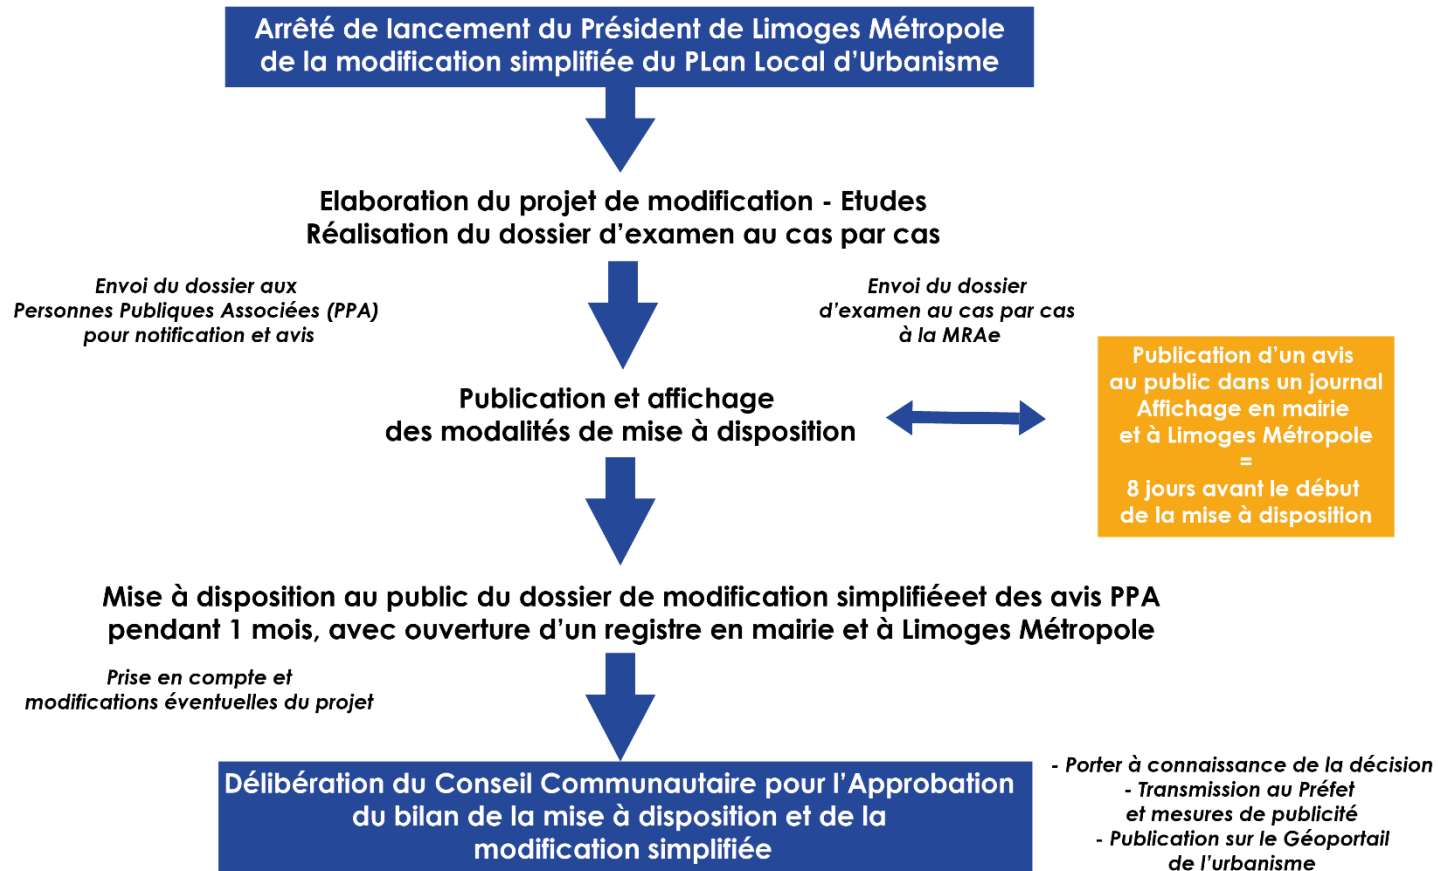 Arrêté de lancement du Président de Limoges Métropole
de la modification simplifiée du PLan Local d'Urbanisme
Elaboration du projet de modification - Etudes
Réalisation du dossier d'examen au cas par cas
Envoi du dossier aux
Personnes Publiques Associées (PPA)
pour notification et avis
Envoi du dossier
d'examen au cas par cas
à la MRAe
Publication et affichage
des modalités de mise à disposition
Publication d'un avis
au public dans un journal
Affichage en mairie
et à Limoges Métropole
=
8 jours avant le début
de la mise à disposition
Mise à disposition au public du dossier de modification simplifiéeet des avis PPA
pendant 1 mois, avec ouverture d'un registre en mairie et à Limoges Métropole
Prise en compte et
modifications éventuelles du projet
Délibération du Conseil Communautaire pour l'Approbation
du bilan de la mise à disposition et de la
modification simplifiée
- Porter à connaissance de la décision
- Transmission au Préfet
et mesures de publicité
- Publication sur le Géoportail
de l'urbanisme